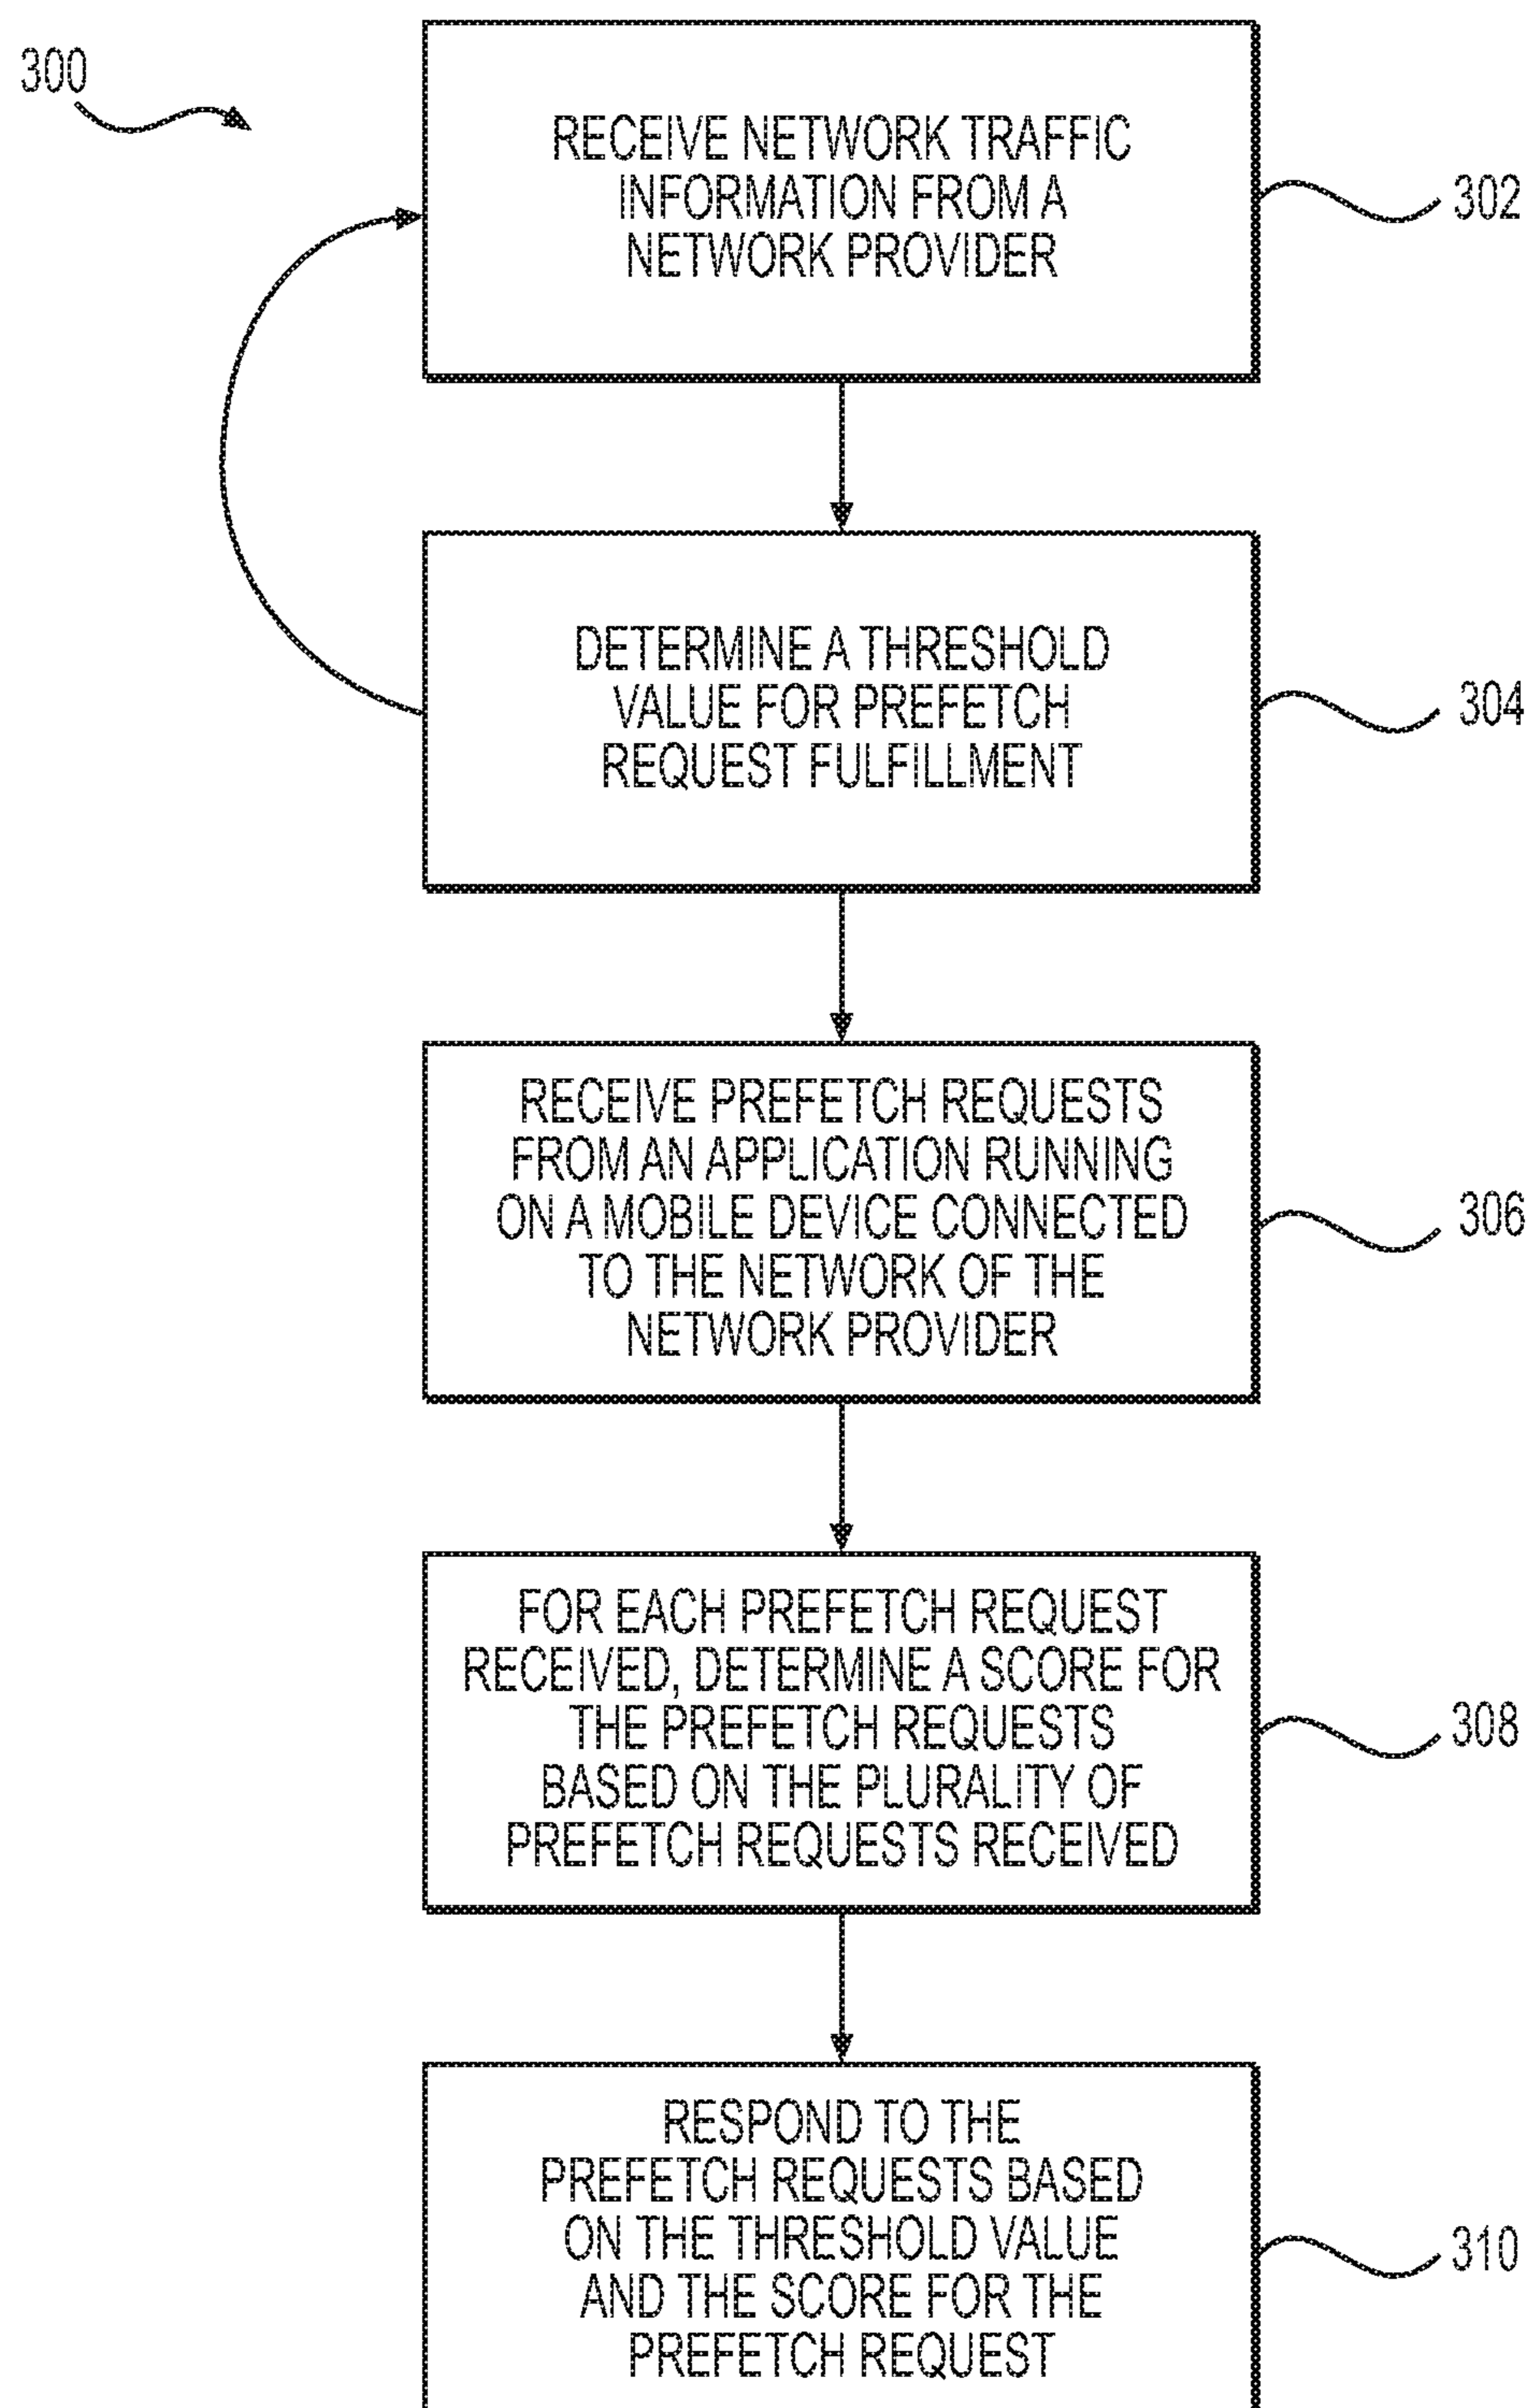 300
RECEIVE NETWORK TRAFFIC
INFORMATION FROM A
NETWORK PROVIDER
302
DETERMINE A THRESHOLD
VALUE FOR PREFETCH
REQUEST FULFILLMENT
304
RECEIVE PREFETCH REQUESTS
FROM AN APPLICATION RUNNING
ON A MOBILE DEVICE CONNECTED
TO THE NETWORK OF THE
NETWORK PROVIDER
306
FOR EACH PREFETCH REQUEST
RECEIVED, DETERMINE A SCORE FOR
THE PREFETCH REQUESTS
BASED ON THE PLURALITY OF
PREFETCH REQUESTS RECEIVED
308
RESPOND TO THE
PREFETCH REQUESTS BASED
ON THE THRESHOLD VALUE
AND THE SCORE FOR THE
PREFETCH REQUEST
310